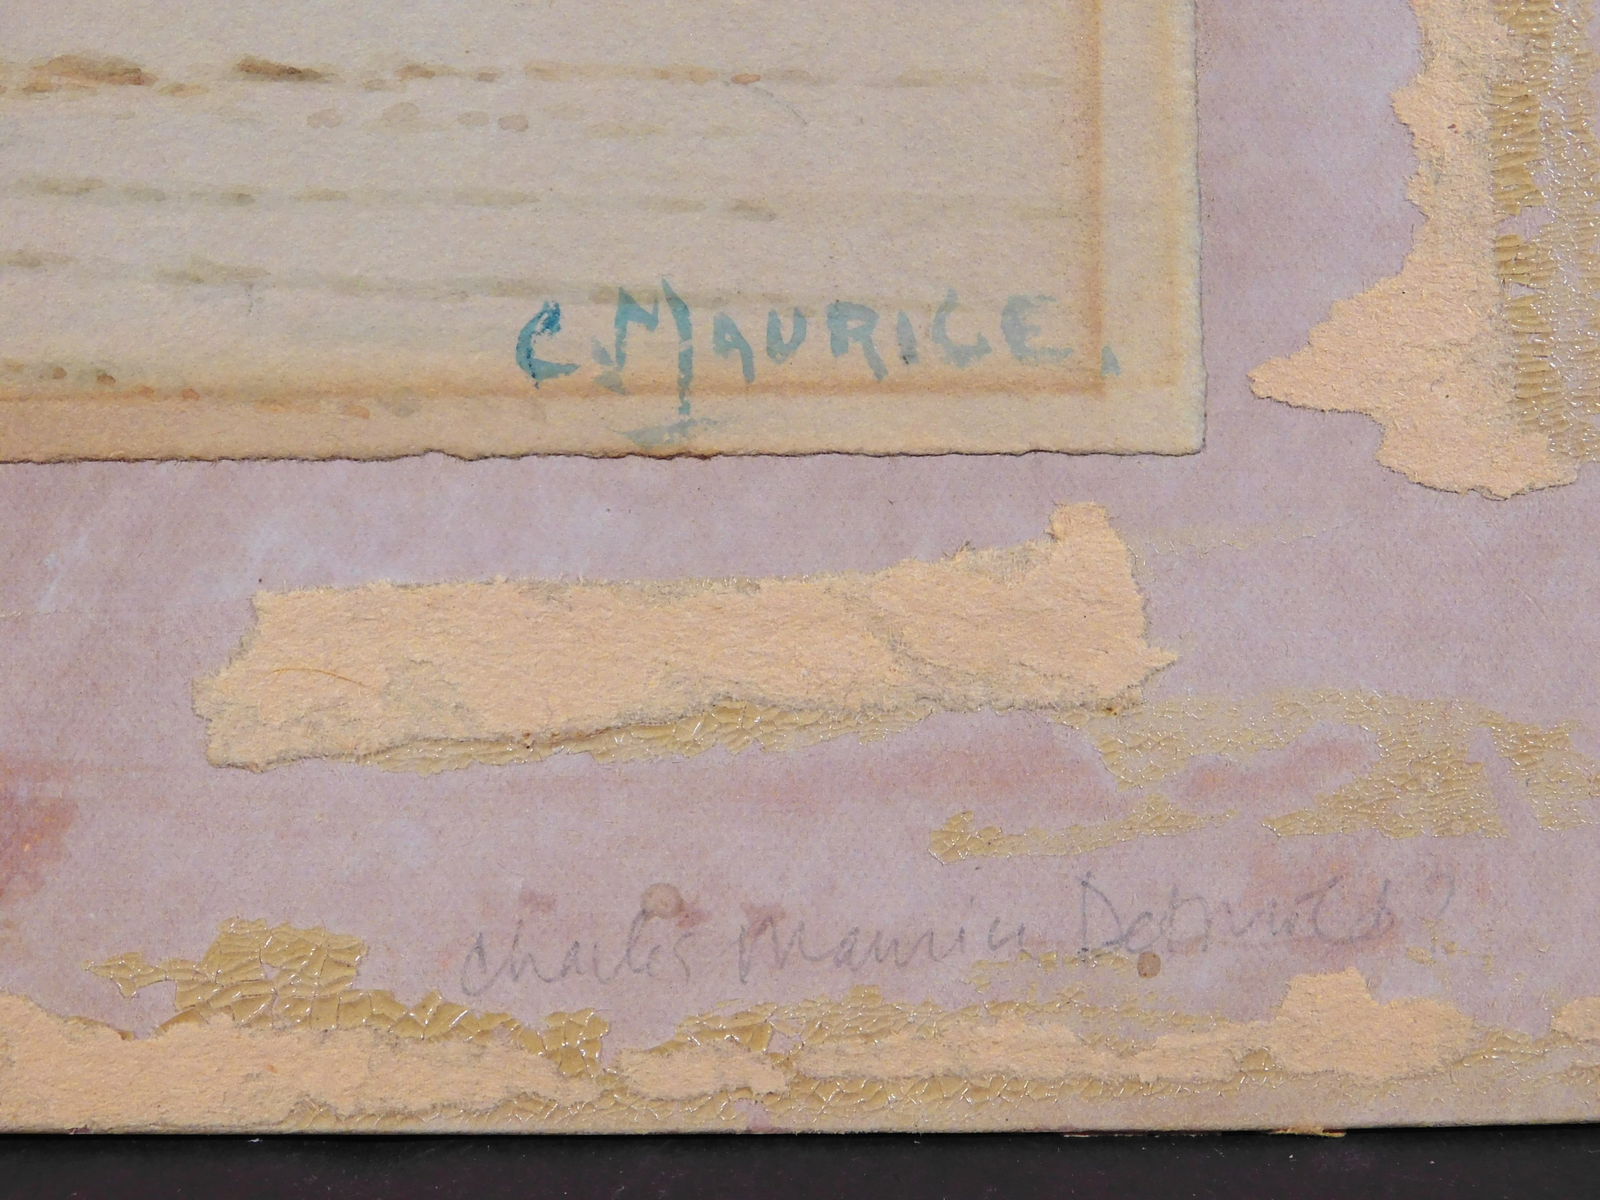 C. MAURICE.
Charles Maurice Detmold ?